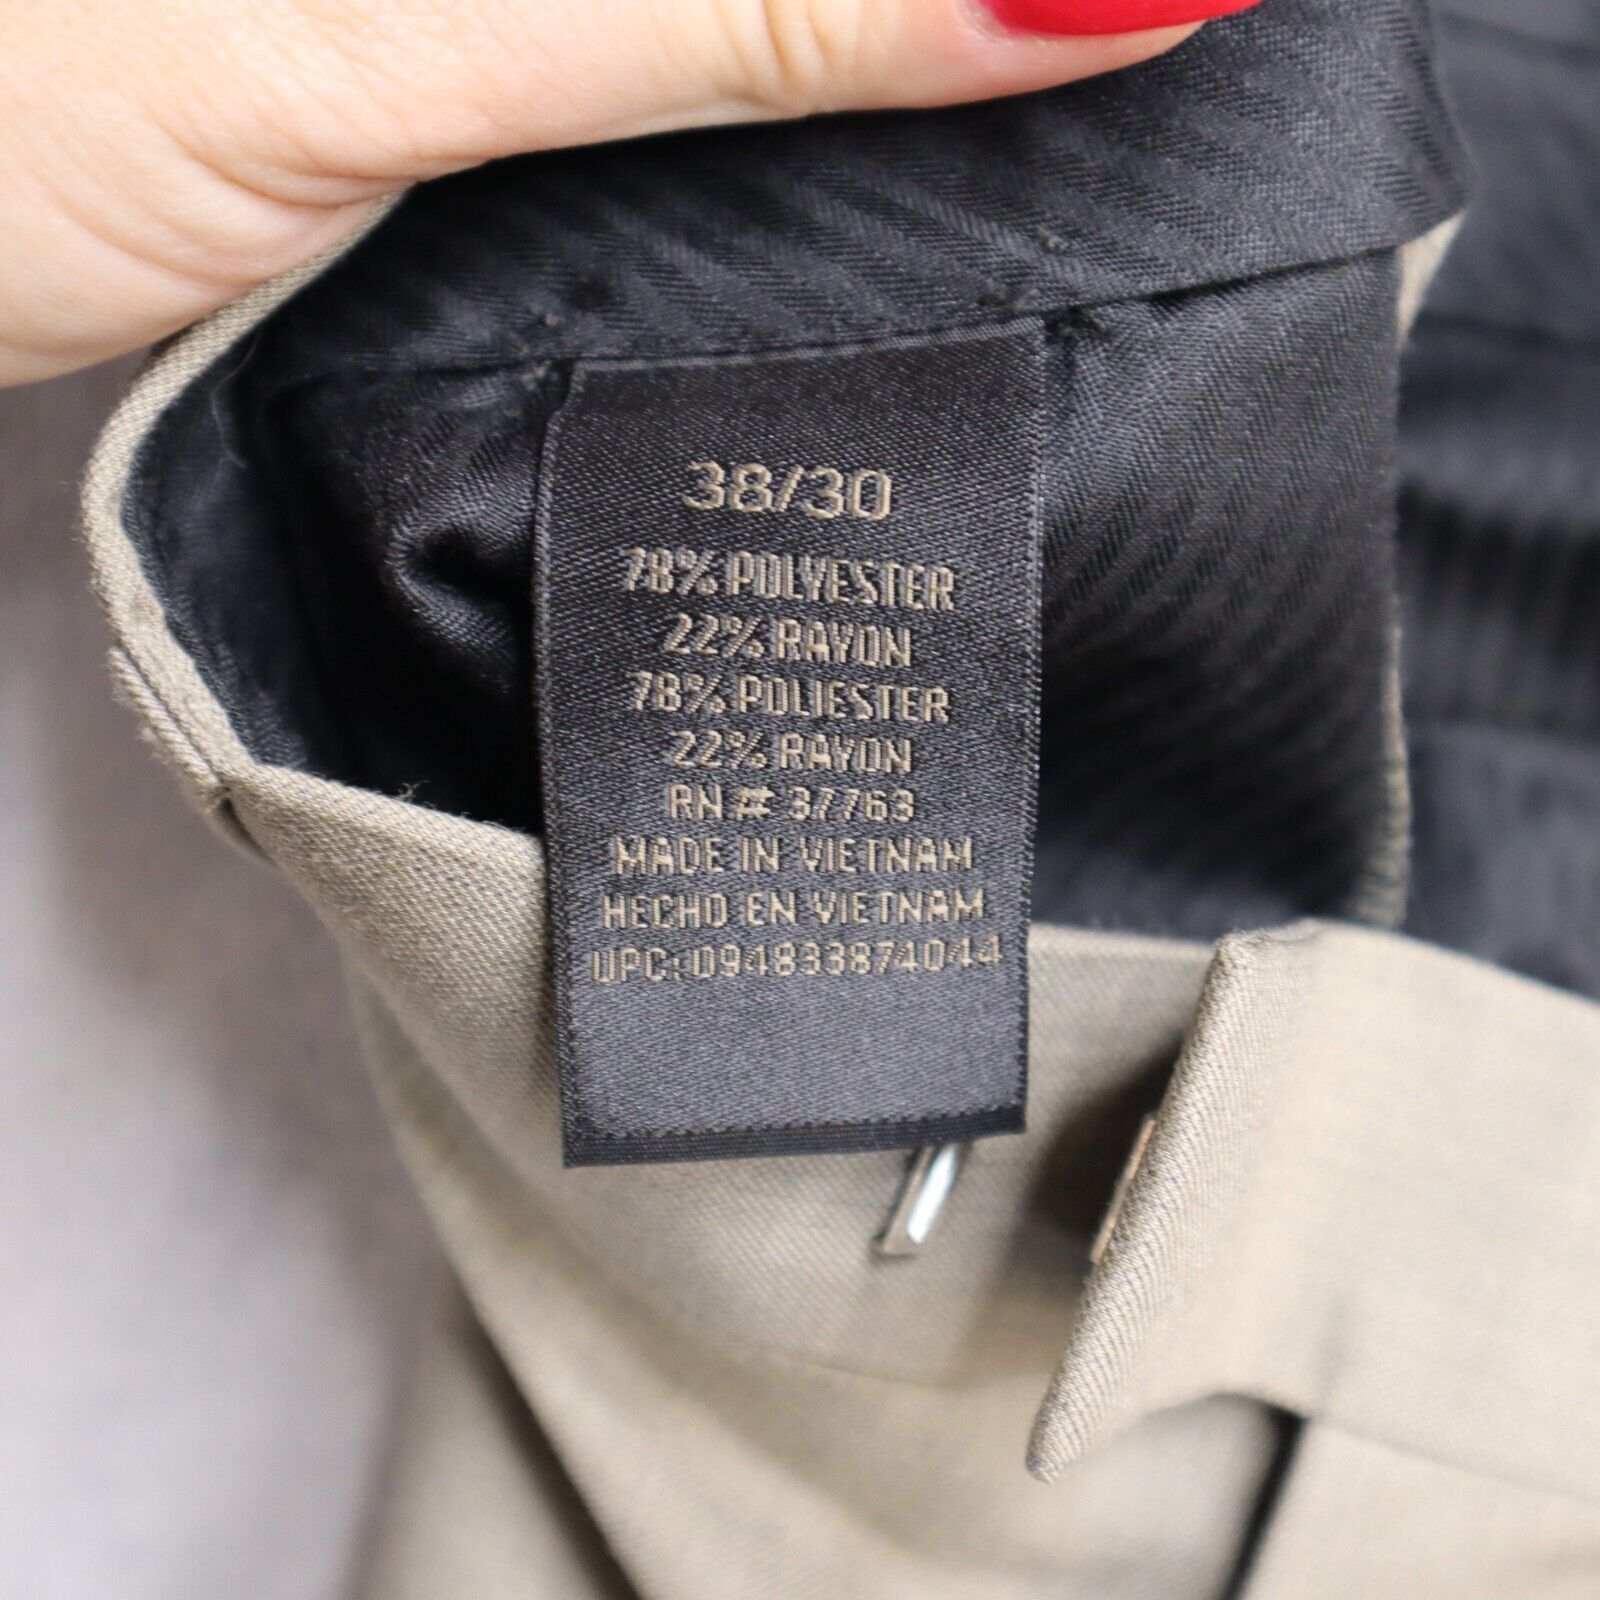 38/30
78% POLYESTER
22% RAYON
78% POLIESTER
22% RAYON
RN # 37763
MADE IN VIETNAM
HECHO EN VIETNAM
UPC: 094833874044